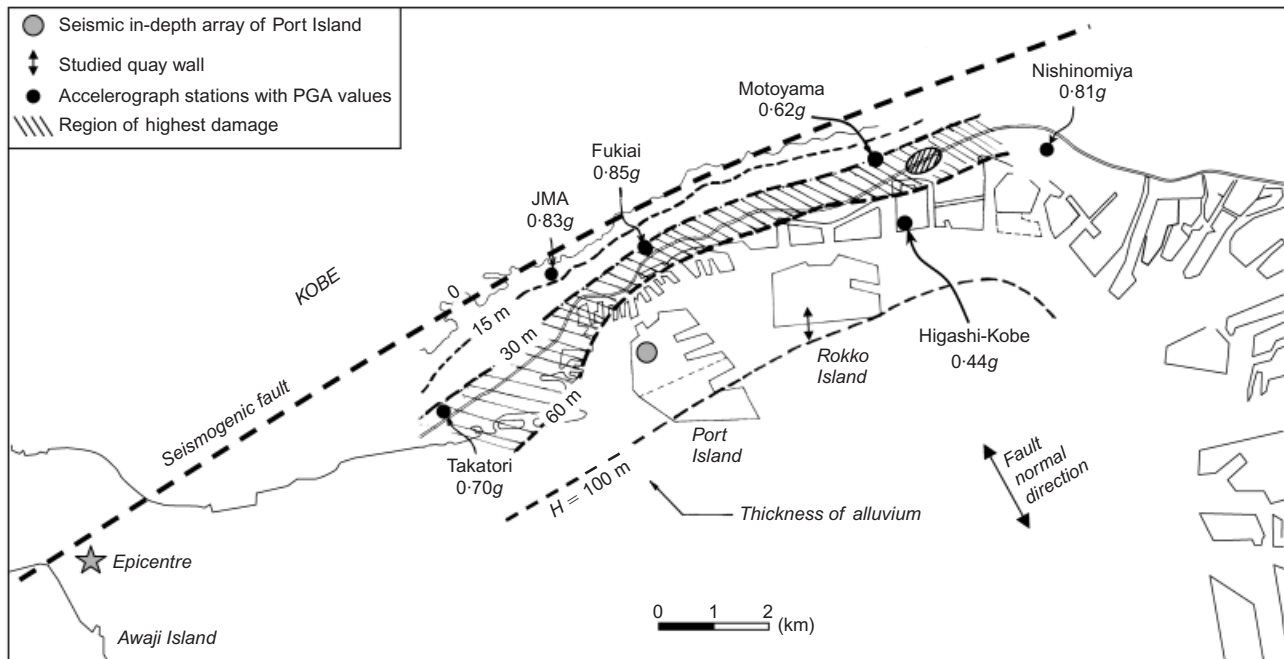 Seismic in-depth array of Port Island
Studied quay wall
Accelerograph stations with PGA values
Region of highest damage
Nishinomiya
0·81g
Motoyama
0·62g
Fukiai
0·85g
JMA
0·83g
KOBE
0
15 m
30 m
60 m
Seismogenic fault
Higashi-Kobe
0·44g
Rokko
Island
Port
Island
Takatori
0·70g
H = 100 m
Thickness of alluvium
Fault
normal
direction
Epicentre
Awaji Island
0 1 2
(km)